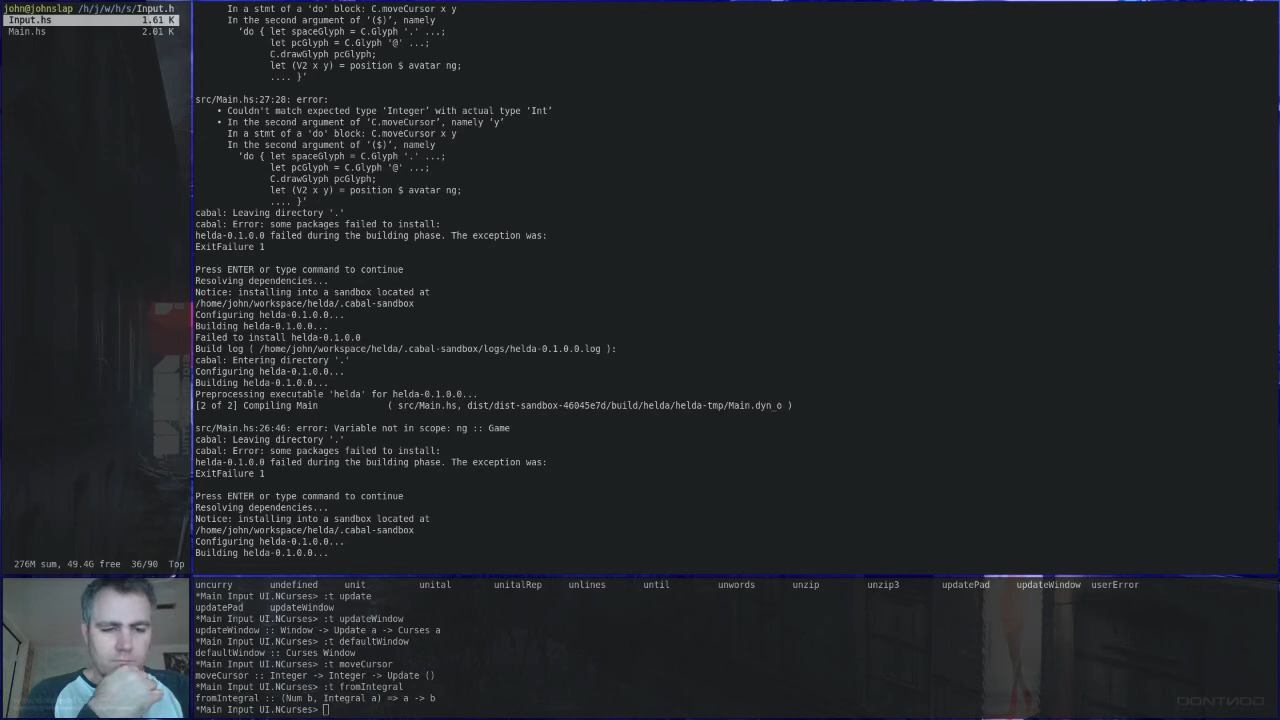 john@johnslap /h/j/w/h/s/Input.h
Input.hs 1.61 K
Main.hs 2.01 K
276M sum, 49.4G free 36/90 Top
In a stmt of a 'do' block: C.moveCursor x y
In the second argument of ‘($)’, namely
‘do { let spaceGlyph = C.Glyph '.' ...;
let pcGlyph = C.Glyph '@' ...;
C.drawGlyph pcGlyph;
let (V2 x y) = position $ avatar ng;
.... }’
src/Main.hs:27:28: error:
• Couldn't match expected type ‘Integer’ with actual type ‘Int’
• In the second argument of ‘C.moveCursor’, namely ‘y’
In a stmt of a 'do' block: C.moveCursor x y
In the second argument of ‘($)’, namely
‘do { let spaceGlyph = C.Glyph '.' ...;
let pcGlyph = C.Glyph '@' ...;
C.drawGlyph pcGlyph;
let (V2 x y) = position $ avatar ng;
.... }’
cabal: Leaving directory '.'
cabal: Error: some packages failed to install:
helda-0.1.0.0 failed during the building phase. The exception was:
ExitFailure 1
Press ENTER or type command to continue
Resolving dependencies...
Notice: installing into a sandbox located at
/home/john/workspace/helda/.cabal-sandbox
Configuring helda-0.1.0.0...
Building helda-0.1.0.0...
Failed to install helda-0.1.0.0
Build log ( /home/john/workspace/helda/.cabal-sandbox/logs/helda-0.1.0.0.log ):
cabal: Entering directory '.'
Configuring helda-0.1.0.0...
Building helda-0.1.0.0...
Preprocessing executable 'helda' for helda-0.1.0.0...
[2 of 2] Compiling Main ( src/Main.hs, dist/dist-sandbox-46045e7d/build/helda/helda-tmp/Main.dyn_o )
src/Main.hs:26:46: error: Variable not in scope: ng :: Game
cabal: Leaving directory '.'
cabal: Error: some packages failed to install:
helda-0.1.0.0 failed during the building phase. The exception was:
ExitFailure 1
Press ENTER or type command to continue
Resolving dependencies...
Notice: installing into a sandbox located at
/home/john/workspace/helda/.cabal-sandbox
Configuring helda-0.1.0.0...
Building helda-0.1.0.0...
uncurry undefined unit unital unitalRep unlines until unwords unzip unzip3 updatePad updateWindow userError
*Main Input UI.NCurses> :t update
updatePad updateWindow
*Main Input UI.NCurses> :t updateWindow
updateWindow :: Window -> Update a -> Curses a
*Main Input UI.NCurses> :t defaultWindow
defaultWindow :: Curses Window
*Main Input UI.NCurses> :t moveCursor
moveCursor :: Integer -> Integer -> Update ()
*Main Input UI.NCurses> :t fromIntegral
fromIntegral :: (Num b, Integral a) => a -> b
*Main Input UI.NCurses>
DONTNOD